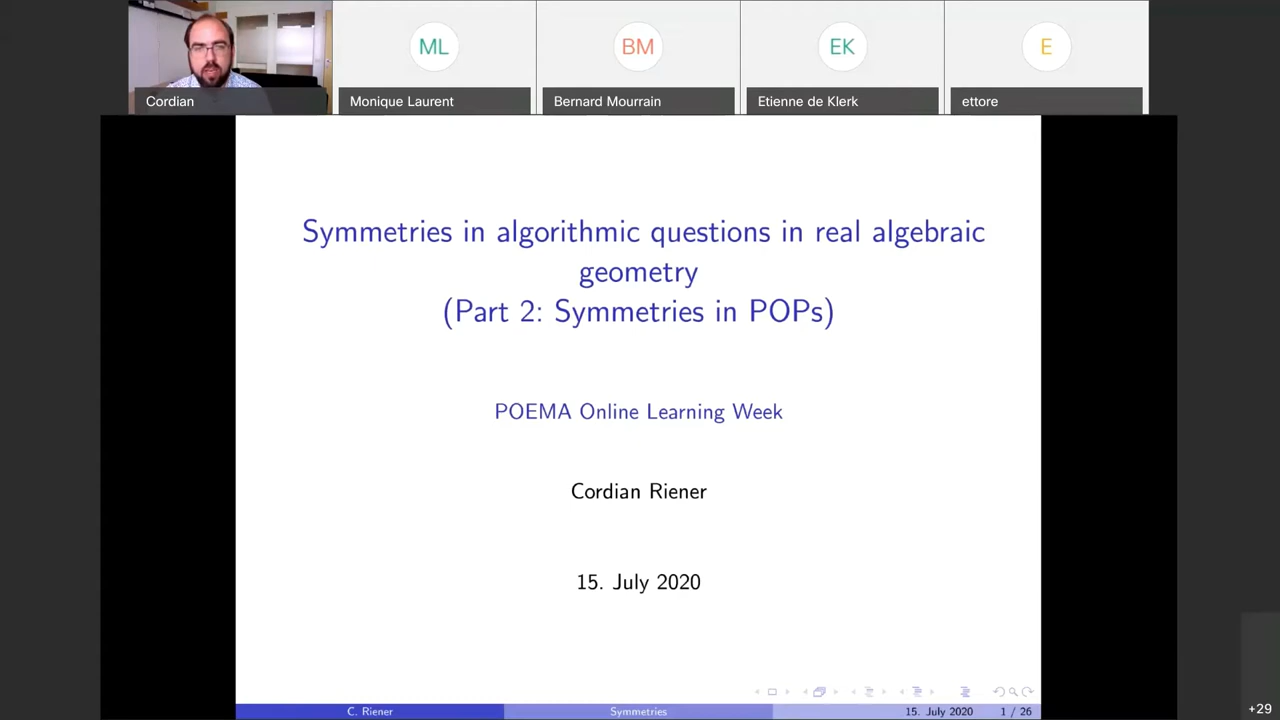 ML
BM
EK
E
Cordian
Monique Laurent
Bernard Mourrain
Etienne de Klerk
ettore
Symmetries in algorithmic questions in real algebraic
geometry
(Part 2: Symmetries in POPs)
POEMA Online Learning Week
Cordian Riener
15. July 2020
C. Riener
Symmetries
15. July 2020
1 / 26
+29